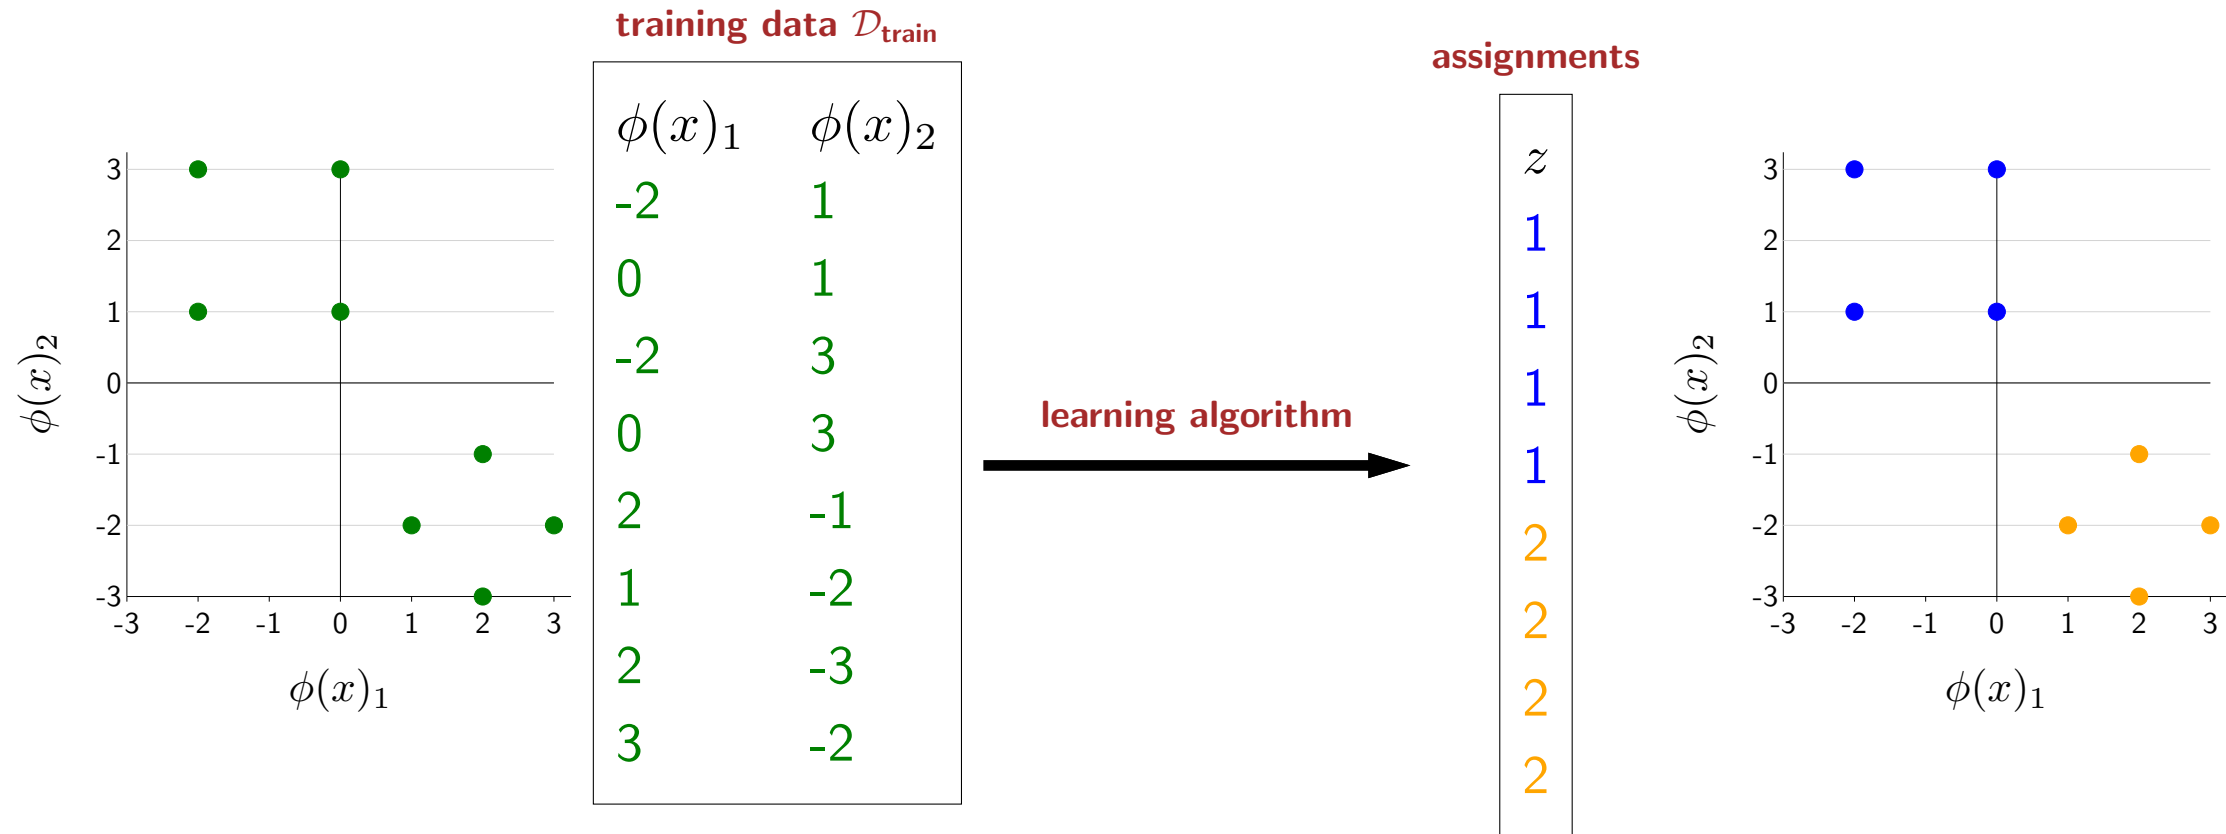 training data 𝒟train
assignments
ϕ(x)1 ϕ(x)2
-2 1
0 1
-2 3
0 3
2 -1
1 -2
2 -3
3 -2
learning algorithm
z
1
1
1
1
2
2
2
2
3
2
1
0
-1
-2
-3
-3 -2 -1 0 1 2 3
ϕ(x)2
ϕ(x)1
3
2
1
0
-1
-2
-3
-3 -2 -1 0 1 2 3
ϕ(x)2
ϕ(x)1